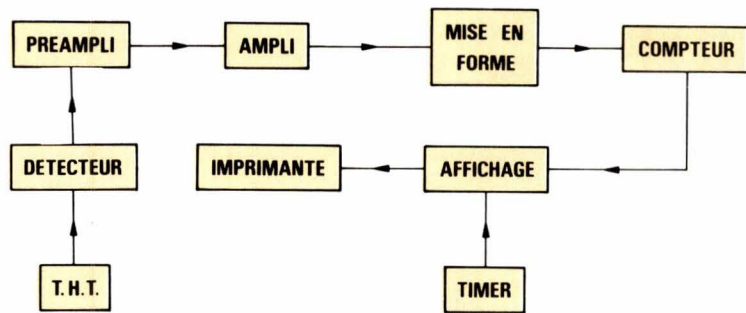 PREAMPLI
AMPLI
MISE EN
FORME
COMPTEUR
DETECTEUR
IMPRIMANTE
AFFICHAGE
T.H.T.
TIMER